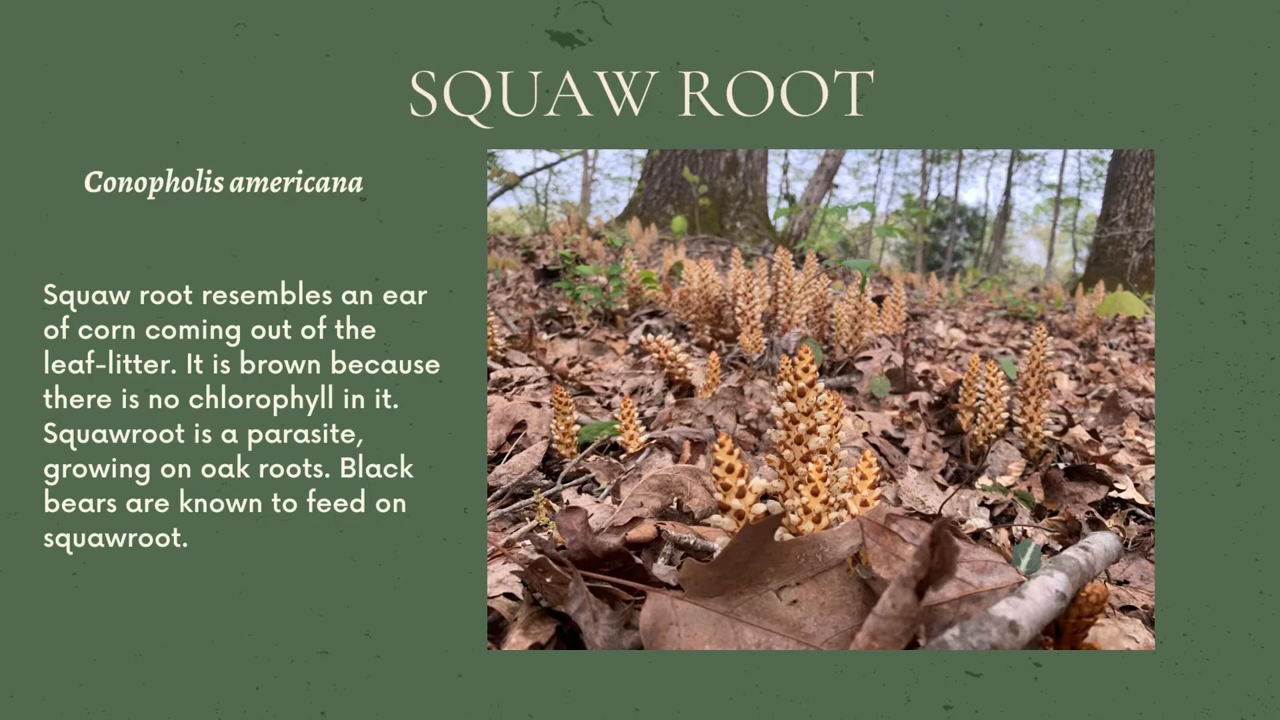 SQUAW ROOT
Conopholis americana
Squaw root resembles an ear
of corn coming out of the
leaf-litter. It is brown because
there is no chlorophyll in it.
Squawroot is a parasite,
growing on oak roots. Black
bears are known to feed on
squawroot.